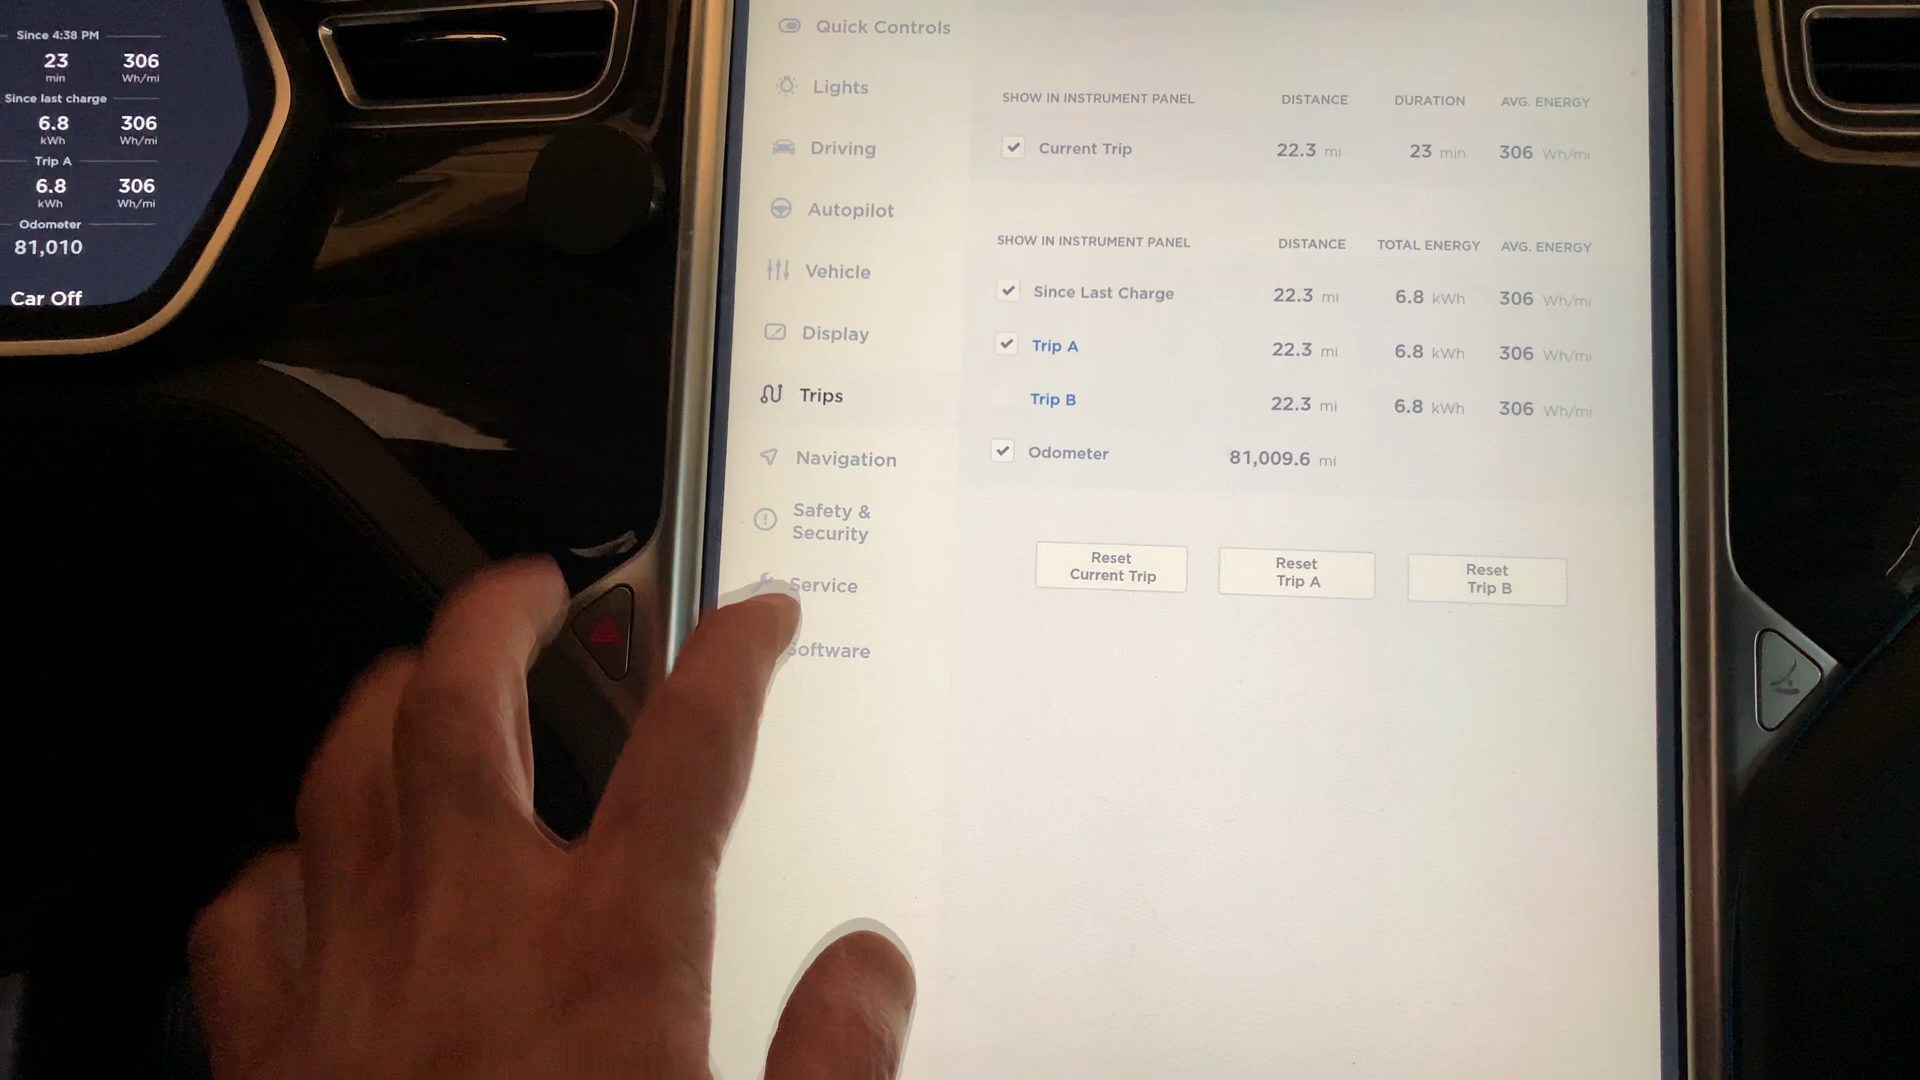 Since 4:38 PM
23 306
min Wh/mi
Since last charge
6.8 306
kWh Wh/mi
Trip A
6.8 306
kWh Wh/mi
Odometer
81,010
Car Off
Quick Controls
Lights
Driving
Autopilot
Vehicle
Display
Trips
Navigation
Safety &
Security
Service
Software
SHOW IN INSTRUMENT PANEL DISTANCE DURATION AVG. ENERGY
Current Trip 22.3 mi 23 min 306 Wh/mi
SHOW IN INSTRUMENT PANEL DISTANCE TOTAL ENERGY AVG. ENERGY
Since Last Charge 22.3 mi 6.8 kWh 306 Wh/mi
Trip A 22.3 mi 6.8 kWh 306 Wh/mi
Trip B 22.3 mi 6.8 kWh 306 Wh/mi
Odometer 81,009.6 mi
Reset
Current Trip
Reset
Trip A
Reset
Trip B